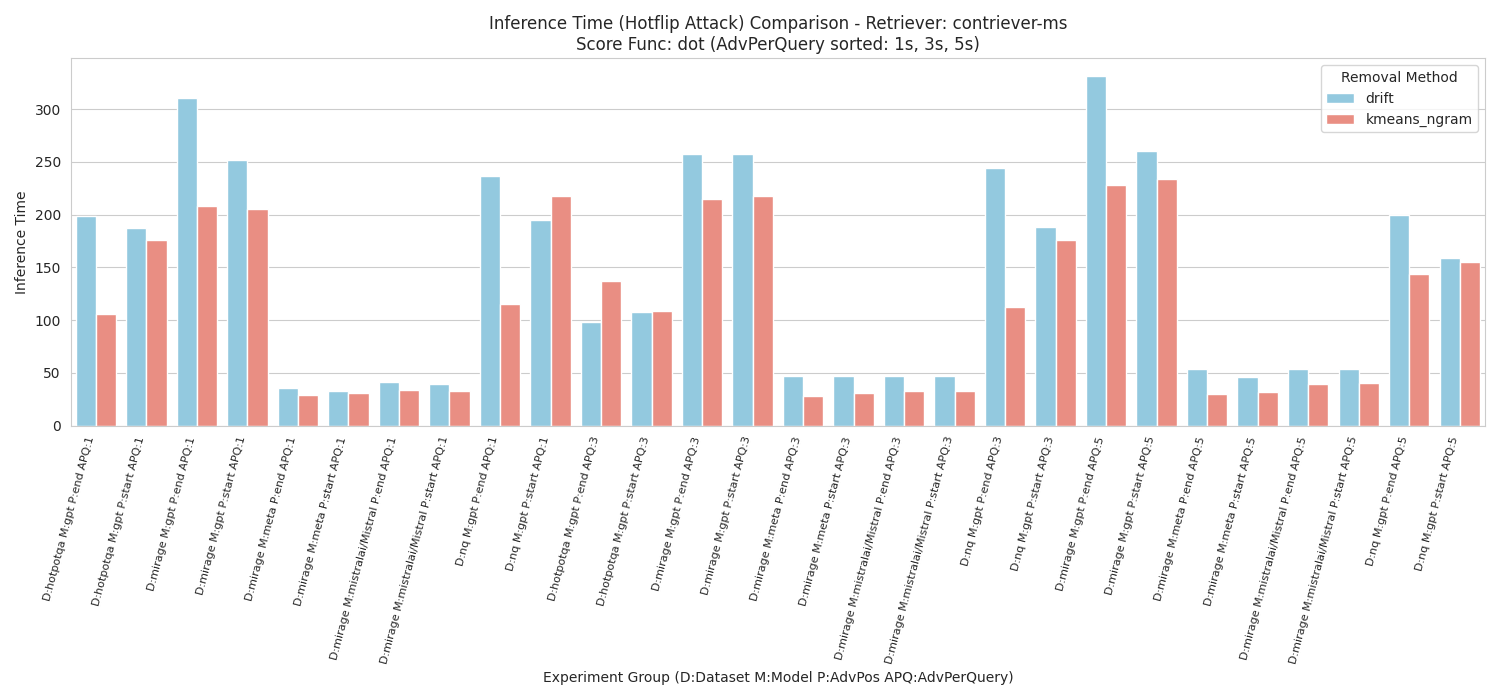 Inference Time (Hotflip Attack) Comparison - Retriever: contriever-ms
Score Func: dot (AdvPerQuery sorted: 1s, 3s, 5s)
Removal Method
drift
kmeans_ngram
Inference Time
300
250
200
150
100
50
0
D:hotpotqa M:gpt P:end APQ:1
D:hotpotqa M:gpt P:start APQ:1
D:mirage M:gpt P:end APQ:1
D:mirage M:gpt P:start APQ:1
D:mirage M:meta P:end APQ:1
D:mirage M:meta P:start APQ:1
D:mirage M:mistralai/Mistral P:end APQ:1
D:mirage M:mistralai/Mistral P:start APQ:1
D:nq M:gpt P:end APQ:1
D:nq M:gpt P:start APQ:1
D:hotpotqa M:gpt P:end APQ:3
D:hotpotqa M:gpt P:start APQ:3
D:mirage M:gpt P:end APQ:3
D:mirage M:gpt P:start APQ:3
D:mirage M:meta P:end APQ:3
D:mirage M:meta P:start APQ:3
D:mirage M:mistralai/Mistral P:end APQ:3
D:mirage M:mistralai/Mistral P:start APQ:3
D:nq M:gpt P:end APQ:3
D:nq M:gpt P:start APQ:3
D:mirage M:gpt P:end APQ:5
D:mirage M:gpt P:start APQ:5
D:mirage M:meta P:end APQ:5
D:mirage M:meta P:start APQ:5
D:mirage M:mistralai/Mistral P:end APQ:5
D:mirage M:mistralai/Mistral P:start APQ:5
D:nq M:gpt P:end APQ:5
D:nq M:gpt P:start APQ:5
Experiment Group (D:Dataset M:Model P:AdvPos APQ:AdvPerQuery)